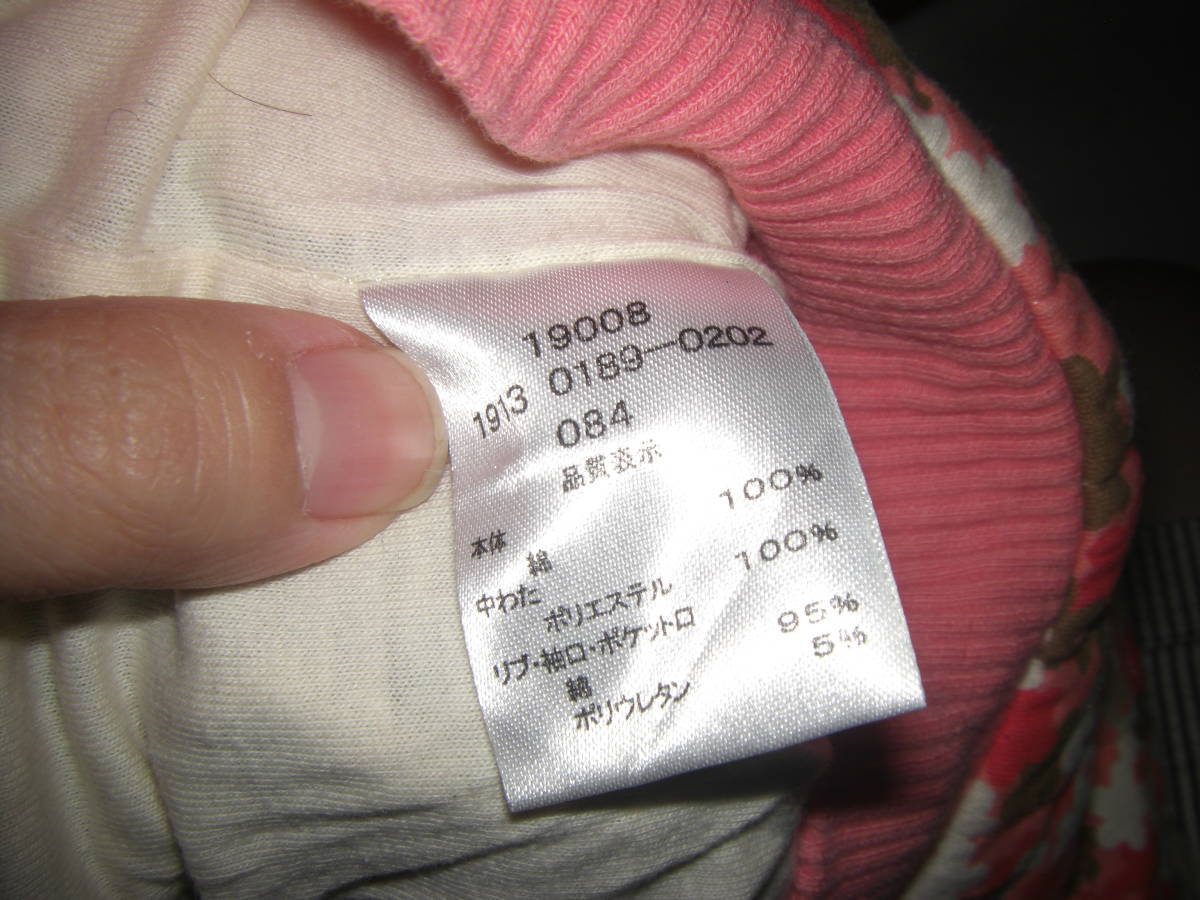 19008
1913 0189-0202
084
品質表示
本体 100%
綿
中わた 100%
ポリエステル
リブ・袖口・ポケット口
綿 95%
ポリウレタン 5%